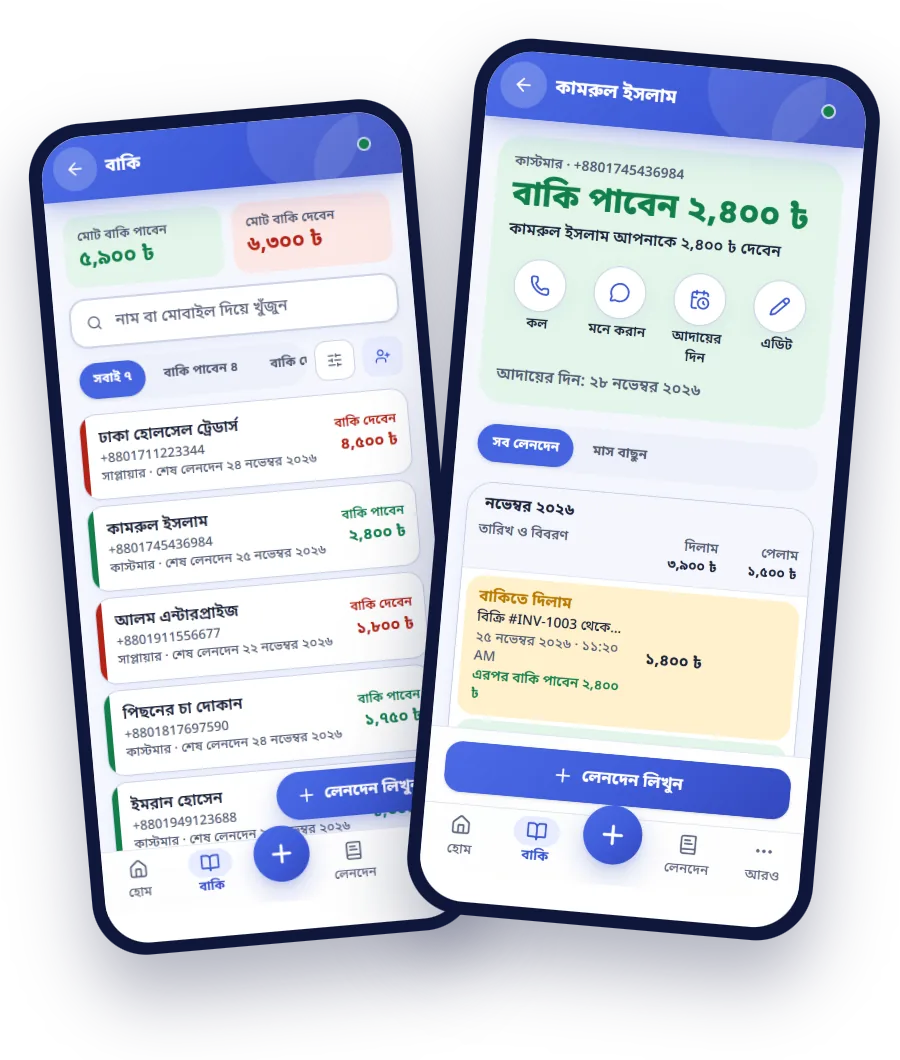 বাকি
মোট বাকি পাবেন
৫,৯০০ ৳
মোট বাকি দেবেন
৬,৩০০ ৳
নাম বা মোবাইল দিয়ে খুঁজুন
সবাই ৭
বাকি পাবেন ৪
বাকি
ঢাকা হোলসেল ট্রেডার্স
+8801711223344
সাপ্লায়ার · শেষ লেনদেন ২৪ নভেম্বর ২০২৬
বাকি দেবেন
৪,৫০০ ৳
কামরুল ইসলাম
+8801745436984
কাস্টমার · শেষ লেনদেন ২৫ নভেম্বর ২০২৬
বাকি পাবেন
২,৪০০ ৳
আলম এন্টারপ্রাইজ
+8801911556677
সাপ্লায়ার · শেষ লেনদেন ২২ নভেম্বর ২০২৬
বাকি দেবেন
১,৮০০ ৳
পিছনের চা দোকান
+8801817697590
কাস্টমার · শেষ লেনদেন ২৪ নভেম্বর ২০২৬
বাকি পাবেন
১,৭৫০ ৳
ইমরান হোসেন
+8801949123688
কাস্টমার · শেষ লেনদেন ২০২৬
+ লেনদেন লিখুন
হোম
বাকি
লেনদেন
কামরুল ইসলাম
কাস্টমার · +8801745436984
বাকি পাবেন ২,৪০০ ৳
কামরুল ইসলাম আপনাকে ২,৪০০ ৳ দেবেন
কল
মনে করান
আদায়ের
দিন
এডিট
আদায়ের দিন: ২৮ নভেম্বর ২০২৬
সব লেনদেন
মাস বাছুন
নভেম্বর ২০২৬
তারিখ ও বিবরণ
দিলাম
৩,৯০০ ৳
পেলাম
১,৫০০ ৳
বাকিতে দিলাম
বিক্রি #INV-1003 থেকে...
২৫ নভেম্বর ২০২৬ · ১১:২০
AM
এরপর বাকি পাবেন ২,৪০০
৳
১,৪০০ ৳
+ লেনদেন লিখুন
হোম
বাকি
লেনদেন
আরও